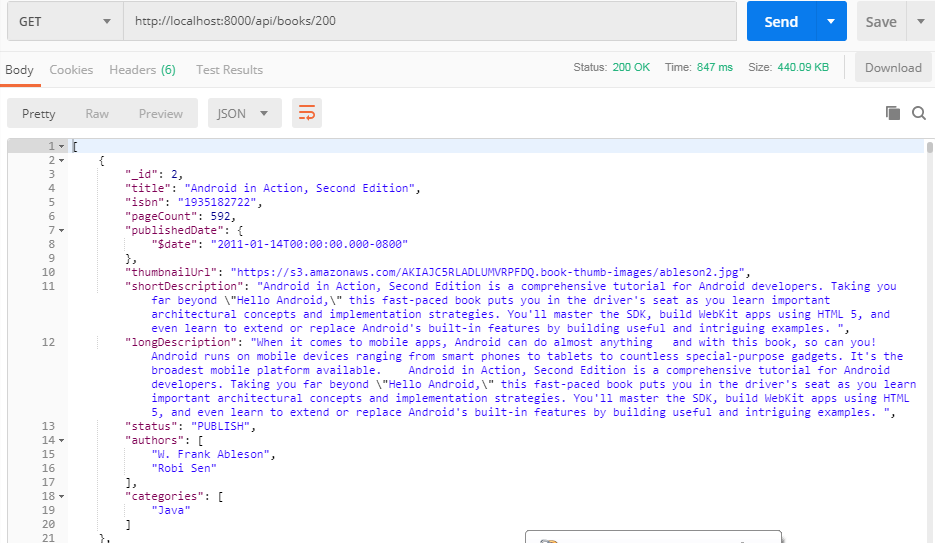 GET http://localhost:8000/api/books/200 Send Save
Body Cookies Headers (6) Test Results Status: 200 OK Time: 847 ms Size: 440.09 KB Download
Pretty Raw Preview JSON
1 [
2 {
3 "_id": 2,
4 "title": "Android in Action, Second Edition",
5 "isbn": "1935182722",
6 "pageCount": 592,
7 "publishedDate": {
8 "$date": "2011-01-14T00:00:00.000-0800"
9 },
10 "thumbnailUrl": "https://s3.amazonaws.com/AKIAJC5RLADLUMVRPFDQ.book-thumb-images/ableson2.jpg",
11 "shortDescription": "Android in Action, Second Edition is a comprehensive tutorial for Android developers. Taking you
far beyond \"Hello Android,\" this fast-paced book puts you in the driver's seat as you learn important
architectural concepts and implementation strategies. You'll master the SDK, build WebKit apps using HTML 5, and
even learn to extend or replace Android's built-in features by building useful and intriguing examples. ",
12 "longDescription": "When it comes to mobile apps, Android can do almost anything   and with this book, so can you!
Android runs on mobile devices ranging from smart phones to tablets to countless special-purpose gadgets. It's the
broadest mobile platform available.    Android in Action, Second Edition is a comprehensive tutorial for Android
developers. Taking you far beyond \"Hello Android,\" this fast-paced book puts you in the driver's seat as you learn
important architectural concepts and implementation strategies. You'll master the SDK, build WebKit apps using HTML
5, and even learn to extend or replace Android's built-in features by building useful and intriguing examples. ",
13 "status": "PUBLISH",
14 "authors": [
15 "W. Frank Ableson",
16 "Robi Sen"
17 ],
18 "categories": [
19 "Java"
20 ]
21 },